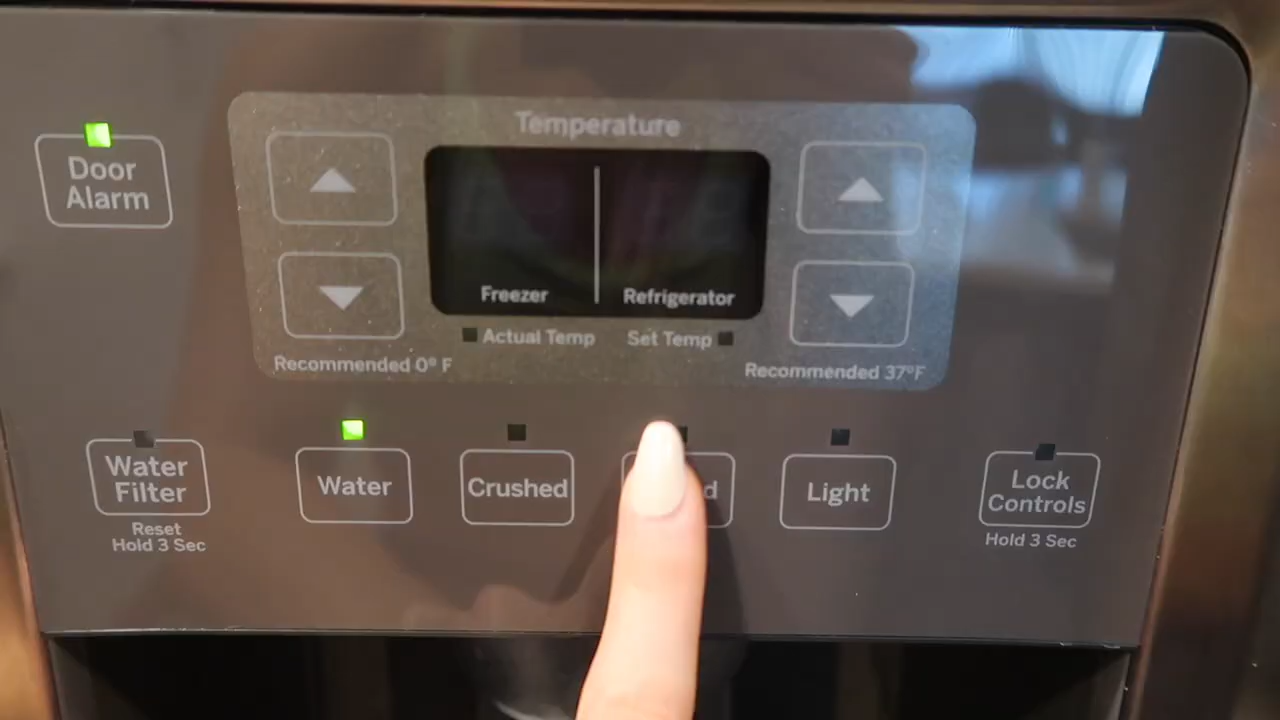 Temperature
Door
Alarm
Freezer
Refrigerator
Actual Temp
Set Temp
Recommended 0° F
Recommended 37°F
Water
Filter
Reset
Hold 3 Sec
Water
Crushed
Light
Lock
Controls
Hold 3 Sec